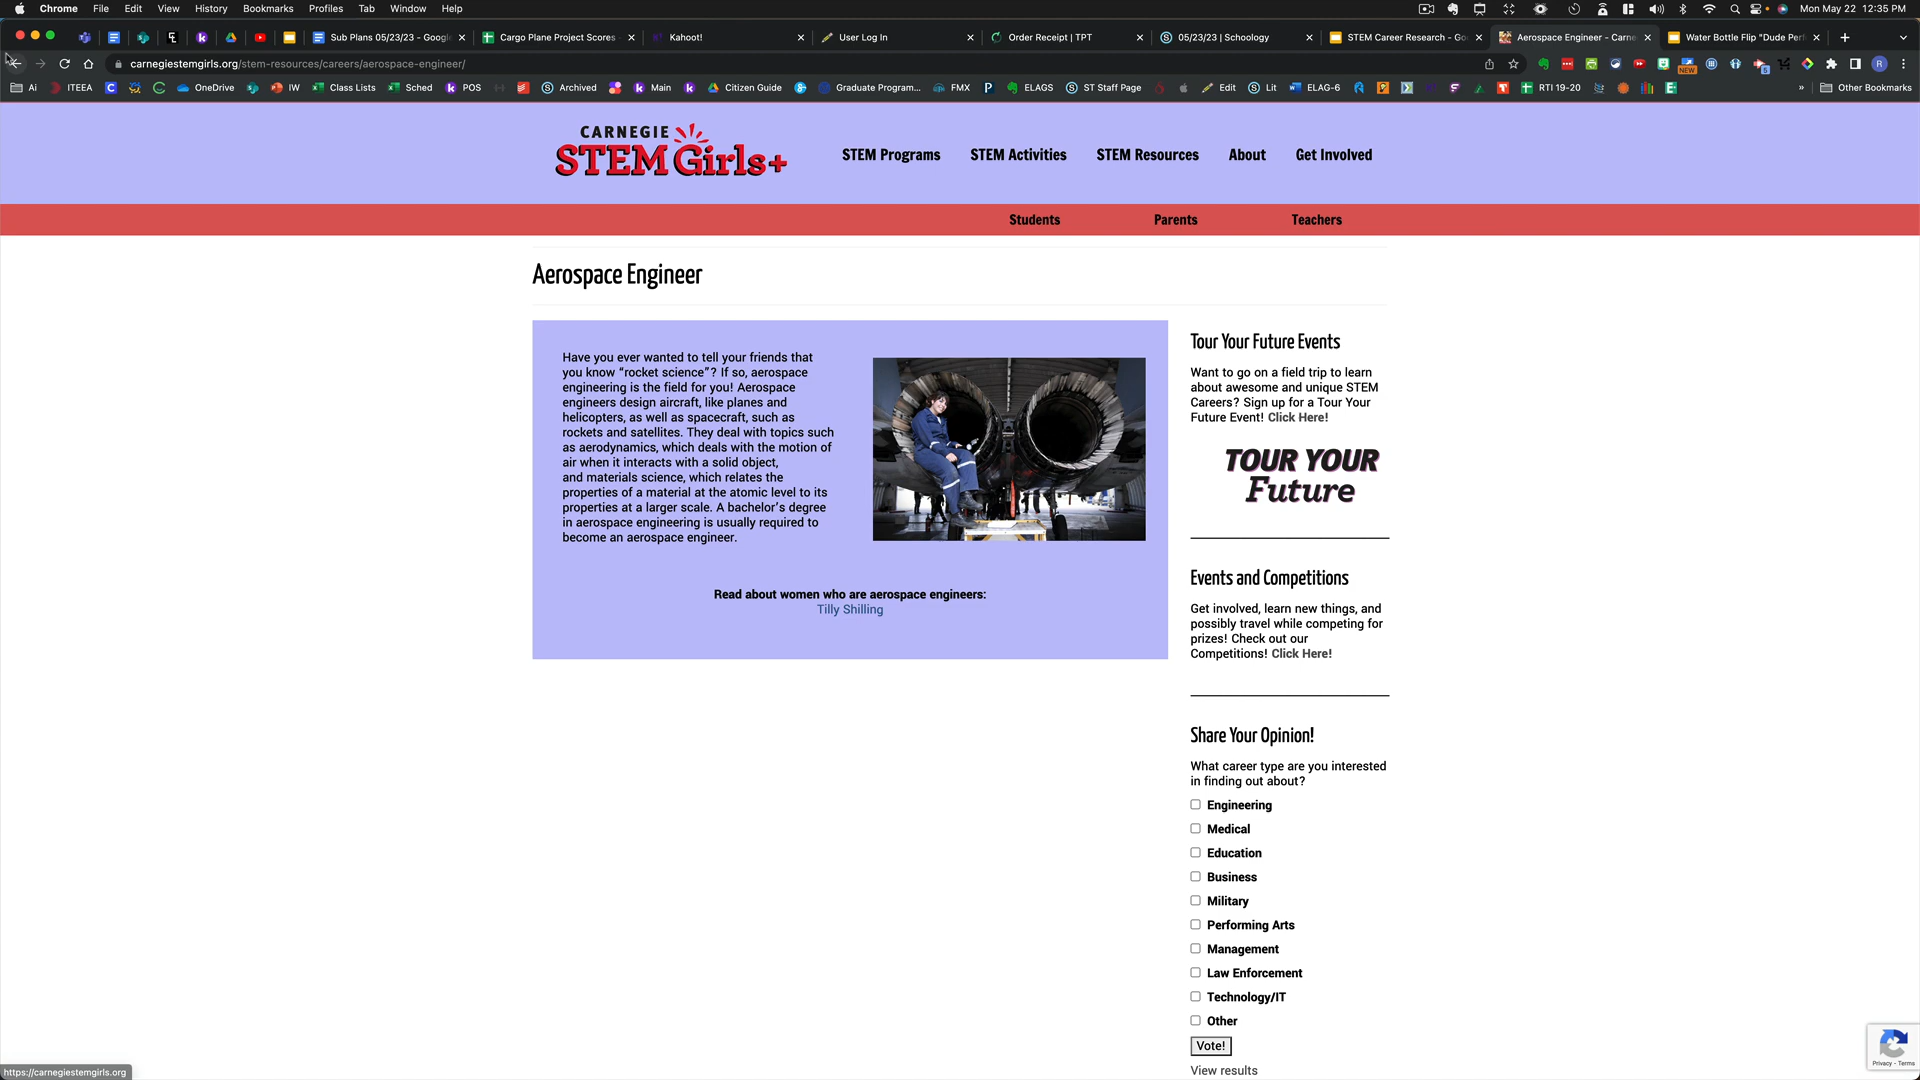 Chrome File Edit View History Bookmarks Profiles Tab Window Help Mon May 22 12:35 PM
Sub Plans 05/23/23 - Googl Cargo Plane Project Scores - Kahoot! User Log In Order Receipt | TPT 05/23 | Schoology STEM Career Research - Go Aerospace Engineer - Carne Water Bottle Flip "Dude Per
carnegiestemgirls.org/stem-resources/careers/aerospace-engineer/
Ai ITEEA OneDrive IW Class Lists Sched POS Archived Main Citizen Guide Graduate Program... FMX ELAGS ST Staff Page Edit Lit ELAG-6 RTI 19-20 » Other Bookmarks
NEW
CARNEGIE
STEM Girls+
STEM Programs STEM Activities STEM Resources About Get Involved
Students Parents Teachers
Aerospace Engineer
Have you ever wanted to tell your friends that
you know “rocket science”? If so, aerospace
engineering is the field for you! Aerospace
engineers design aircraft, like planes and
helicopters, as well as spacecraft, such as
rockets and satellites. They deal with topics such
as aerodynamics, which deals with the motion of
air when it interacts with a solid object,
and materials science, which relates the
properties of a material at the atomic level to its
properties at a larger scale. A bachelor’s degree
in aerospace engineering is usually required to
become an aerospace engineer.
Read about women who are aerospace engineers:
Tilly Shilling
Tour Your Future Events
Want to go on a field trip to learn
about awesome and unique STEM
Careers? Sign up for a Tour Your
Future Event! Click Here!
TOUR YOUR
Future
Events and Competitions
Get involved, learn new things, and
possibly travel while competing for
prizes! Check out our
Competitions! Click Here!
Share Your Opinion!
What career type are you interested
in finding out about?
Engineering
Medical
Education
Business
Military
Performing Arts
Management
Law Enforcement
Technology/IT
Other
Vote!
View results
Privacy - Terms
https://carnegiestemgirls.org